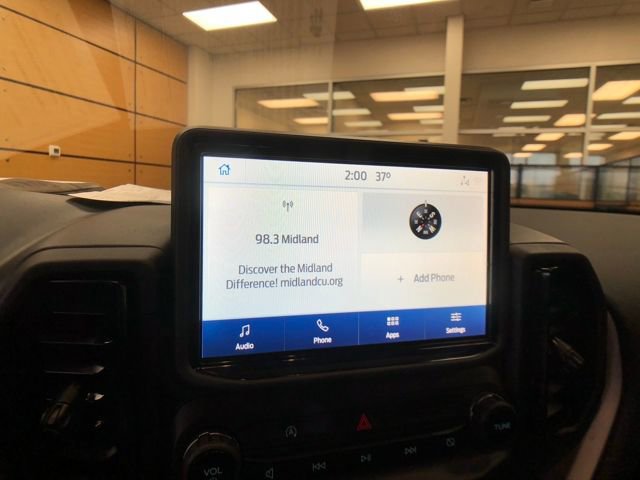 2:00 37°
98.3 Midland
Discover the Midland
Difference! midlandcu.org
+ Add Phone
Audio
Phone
Apps
Settings
VOL
TUNE